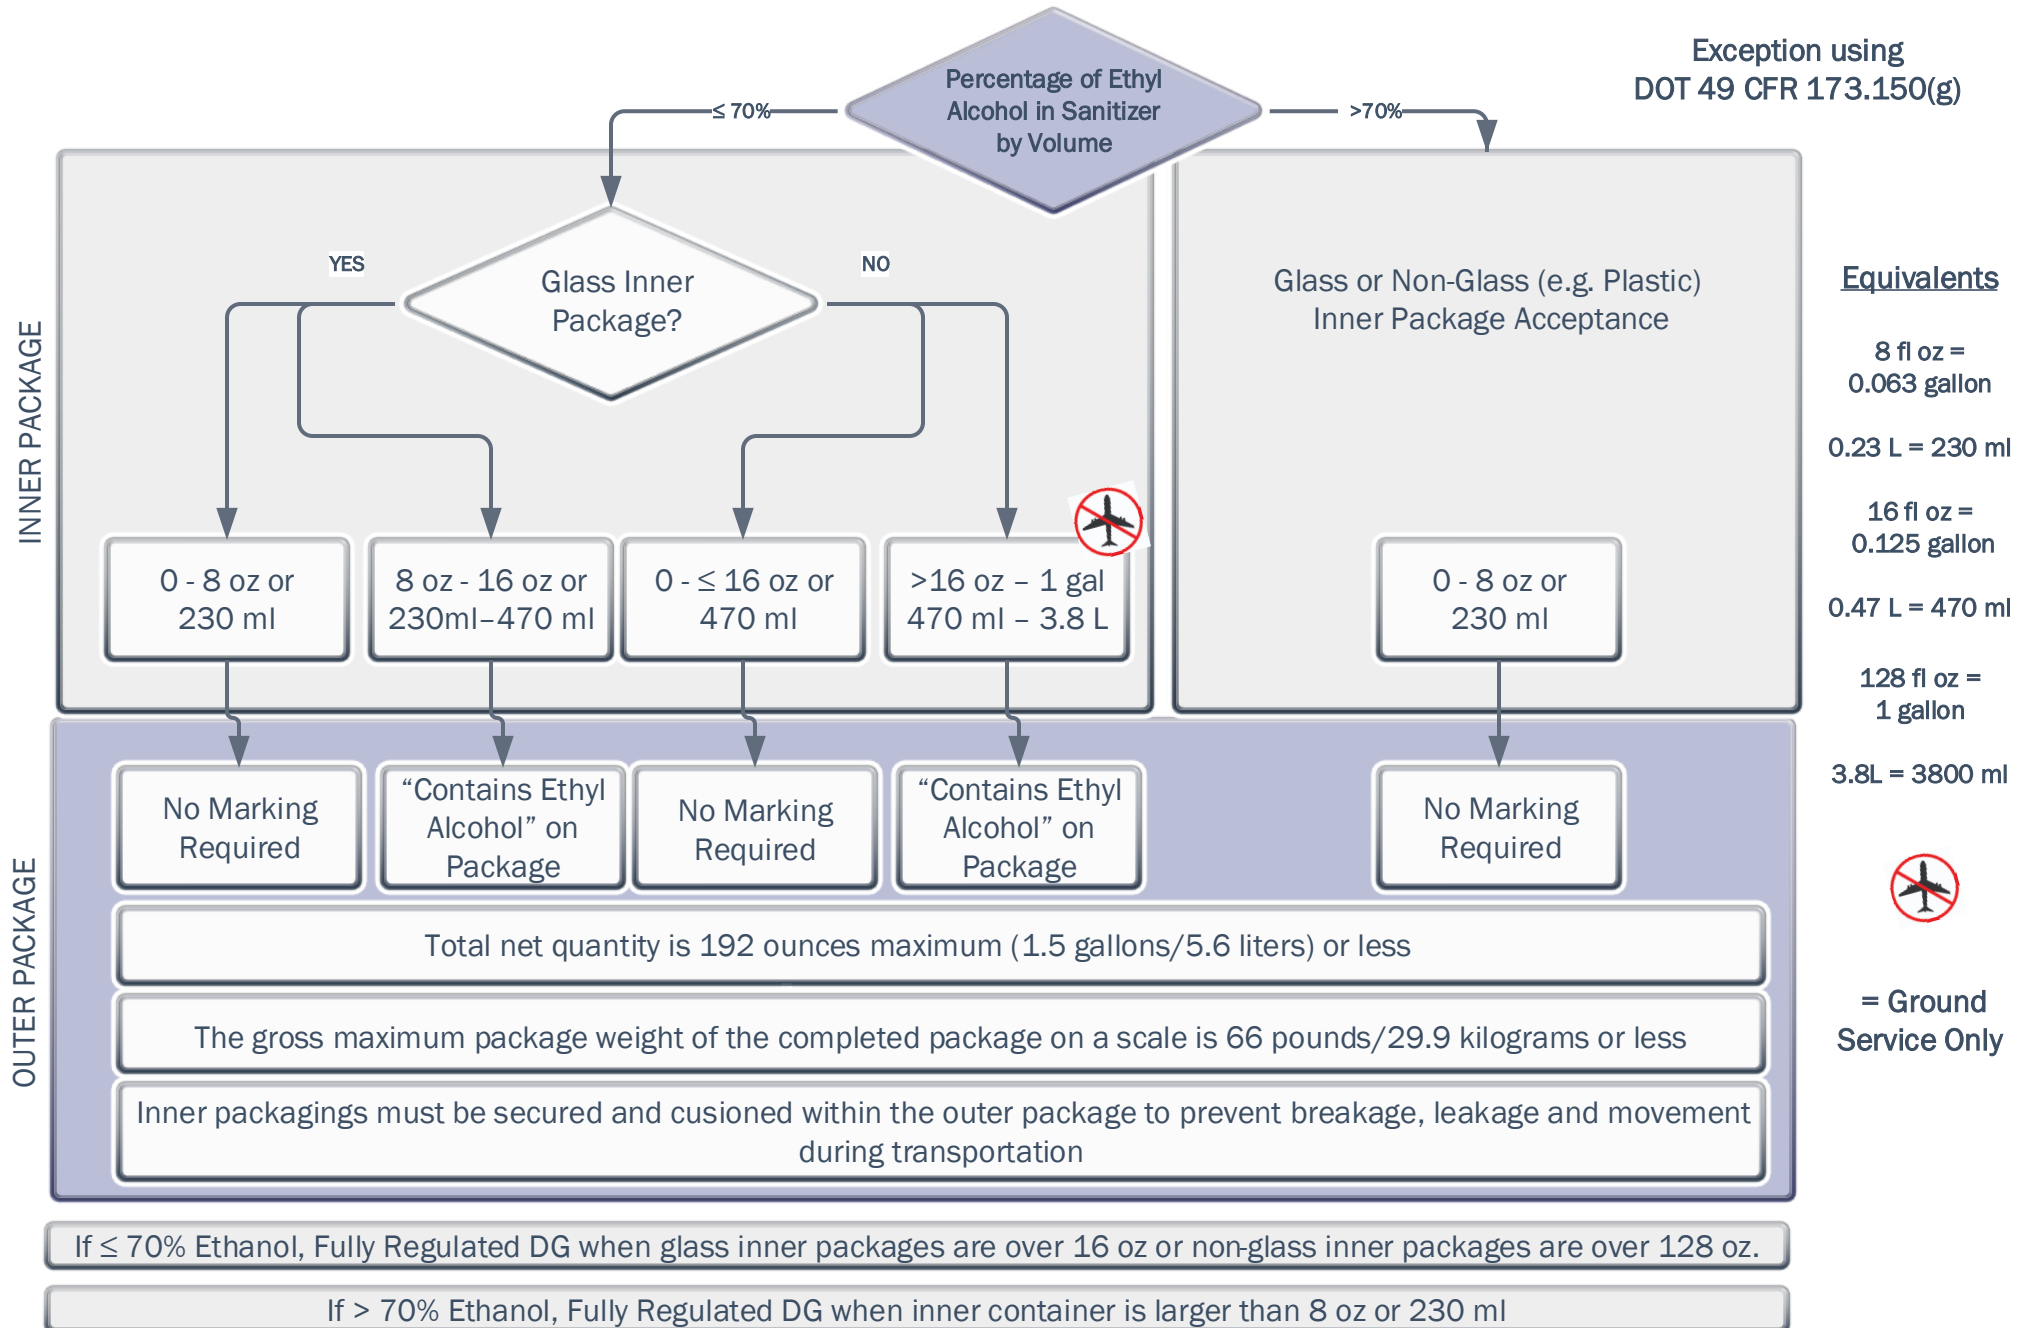 Percentage of Ethyl
Alcohol in Sanitizer
by Volume
Exception using
DOT 49 CFR 173.150(g)
≤ 70%
>70%
INNER PACKAGE
YES
NO
Glass Inner
Package?
Glass or Non-Glass (e.g. Plastic)
Inner Package Acceptance
0 - 8 oz or
230 ml
8 oz - 16 oz or
230ml–470 ml
0 - ≤ 16 oz or
470 ml
>16 oz – 1 gal
470 ml – 3.8 L
0 - 8 oz or
230 ml
Equivalents
8 fl oz =
0.063 gallon
0.23 L = 230 ml
16 fl oz =
0.125 gallon
0.47 L = 470 ml
128 fl oz =
1 gallon
3.8L = 3800 ml
= Ground
Service Only
OUTER PACKAGE
No Marking
Required
“Contains Ethyl
Alcohol” on
Package
No Marking
Required
“Contains Ethyl
Alcohol” on
Package
No Marking
Required
Total net quantity is 192 ounces maximum (1.5 gallons/5.6 liters) or less
The gross maximum package weight of the completed package on a scale is 66 pounds/29.9 kilograms or less
Inner packagings must be secured and cusioned within the outer package to prevent breakage, leakage and movement
during transportation
If ≤ 70% Ethanol, Fully Regulated DG when glass inner packages are over 16 oz or non-glass inner packages are over 128 oz.
If > 70% Ethanol, Fully Regulated DG when inner container is larger than 8 oz or 230 ml